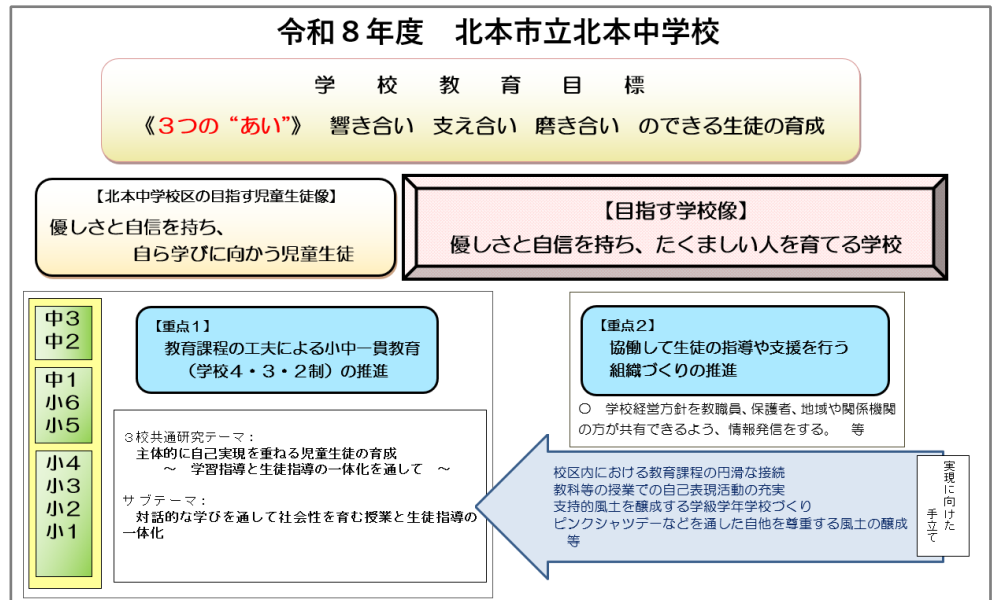 令和８年度　北本市立北本中学校
学　校　教　育　目　標
《３つの “あい”》　響き合い　支え合い　磨き合い　のできる生徒の育成
【北本中学校区の目指す児童生徒像】
優しさと自信を持ち、
自ら学びに向かう児童生徒
【目指す学校像】
優しさと自信を持ち、たくましい人を育てる学校
中３
中２
中１
小６
小５
小４
小３
小２
小１
【重点１】
教育課程の工夫による小中一貫教育
（学校４・３・２制）の推進
３校共通研究テーマ：
主体的に自己実現を重ねる児童生徒の育成
～　学習指導と生徒指導の一体化を通して　～
サブテーマ：
対話的な学びを通して社会性を育む授業と生徒指導の
一体化
【重点２】
協働して生徒の指導や支援を行う
組織づくりの推進
○　学校経営方針を教職員、保護者、地域や関係機関
の方が共有できるよう、情報発信をする。　等
校区内における教育課程の円滑な接続
教科等の授業での自己表現活動の充実
支持的風土を醸成する学級学年学校づくり
ピンクシャツデーなどを通した自他を尊重する風土の醸成
等
実現に向けた
手立て